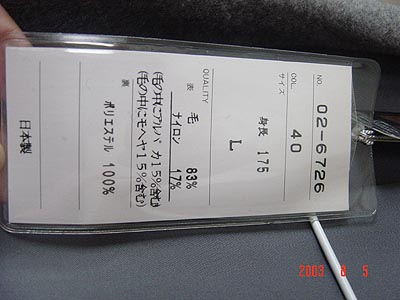 NO. 02-6726
COL. 40
サイズ
身長 175
L
QUALITY
表 毛 83%
ナイロン 17%
(毛の中にアルパカ15%含む)
(毛の中にモヘヤ15%含む)
裏
ポリエステル 100%
日本製
2003. 8 5